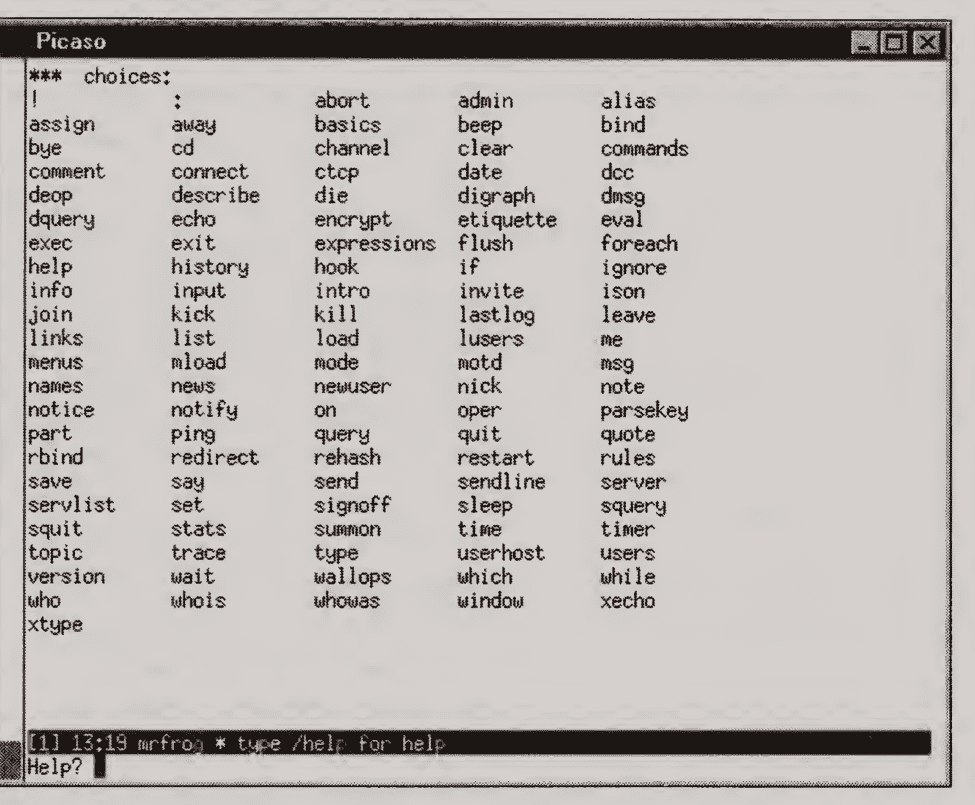 Picaso
*** choices:
! : abort admin alias
assign away basics beep bind
bye cd channel clear commands
comment connect ctcp date dcc
deop describe die digraph dmsg
dquery echo encrypt etiquette eval
exec exit expressions flush foreach
help history hook if ignore
info input intro invite ison
join kick kill lastlog leave
links list load lusers me
menus mload mode motd msg
names news newuser nick note
notice notify on oper parsekey
part ping query quit quote
rbind redirect rehash restart rules
save say send sendline server
servlist set signoff sleep squery
squit stats summon time timer
topic trace type userhost users
version wait wallops which while
who whois whowas window xecho
xtype
[1] 13:19 mrfrog * type /help for help
Help?